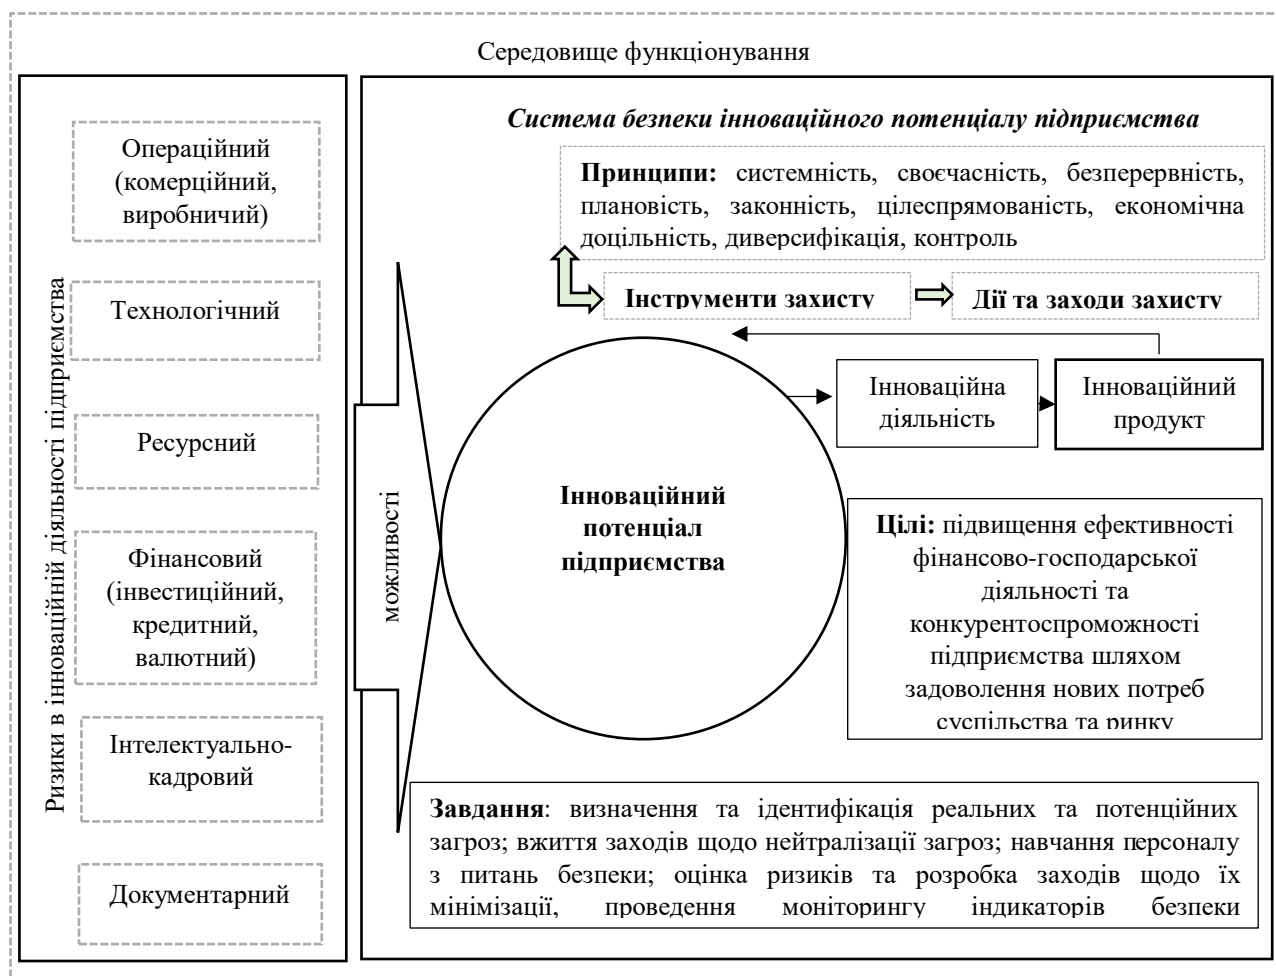 Середовище функціонування
Ризики в інноваційній діяльності підприємства
Операційний
(комерційний,
виробничий)
Технологічний
Ресурсний
Фінансовий
(інвестиційний,
кредитний,
валютний)
Інтелектуально-
кадровий
Документарний
можливості
Система безпеки інноваційного потенціалу підприємства
Принципи: системність, своєчасність, безперервність,
плановість, законність, цілеспрямованість, економічна
доцільність, диверсифікація, контроль
Інструменти захисту
Дії та заходи захисту
Інноваційна
діяльність
Інноваційний
продукт
Інноваційний
потенціал
підприємства
Цілі: підвищення ефективності
фінансово-господарської
діяльності та
конкурентоспроможності
підприємства шляхом
задоволення нових потреб
суспільства та ринку
Завдання: визначення та ідентифікація реальних та потенційних
загроз; вжиття заходів щодо нейтралізації загроз; навчання персоналу
з питань безпеки; оцінка ризиків та розробка заходів щодо їх
мінімізації, проведення моніторингу індикаторів безпеки